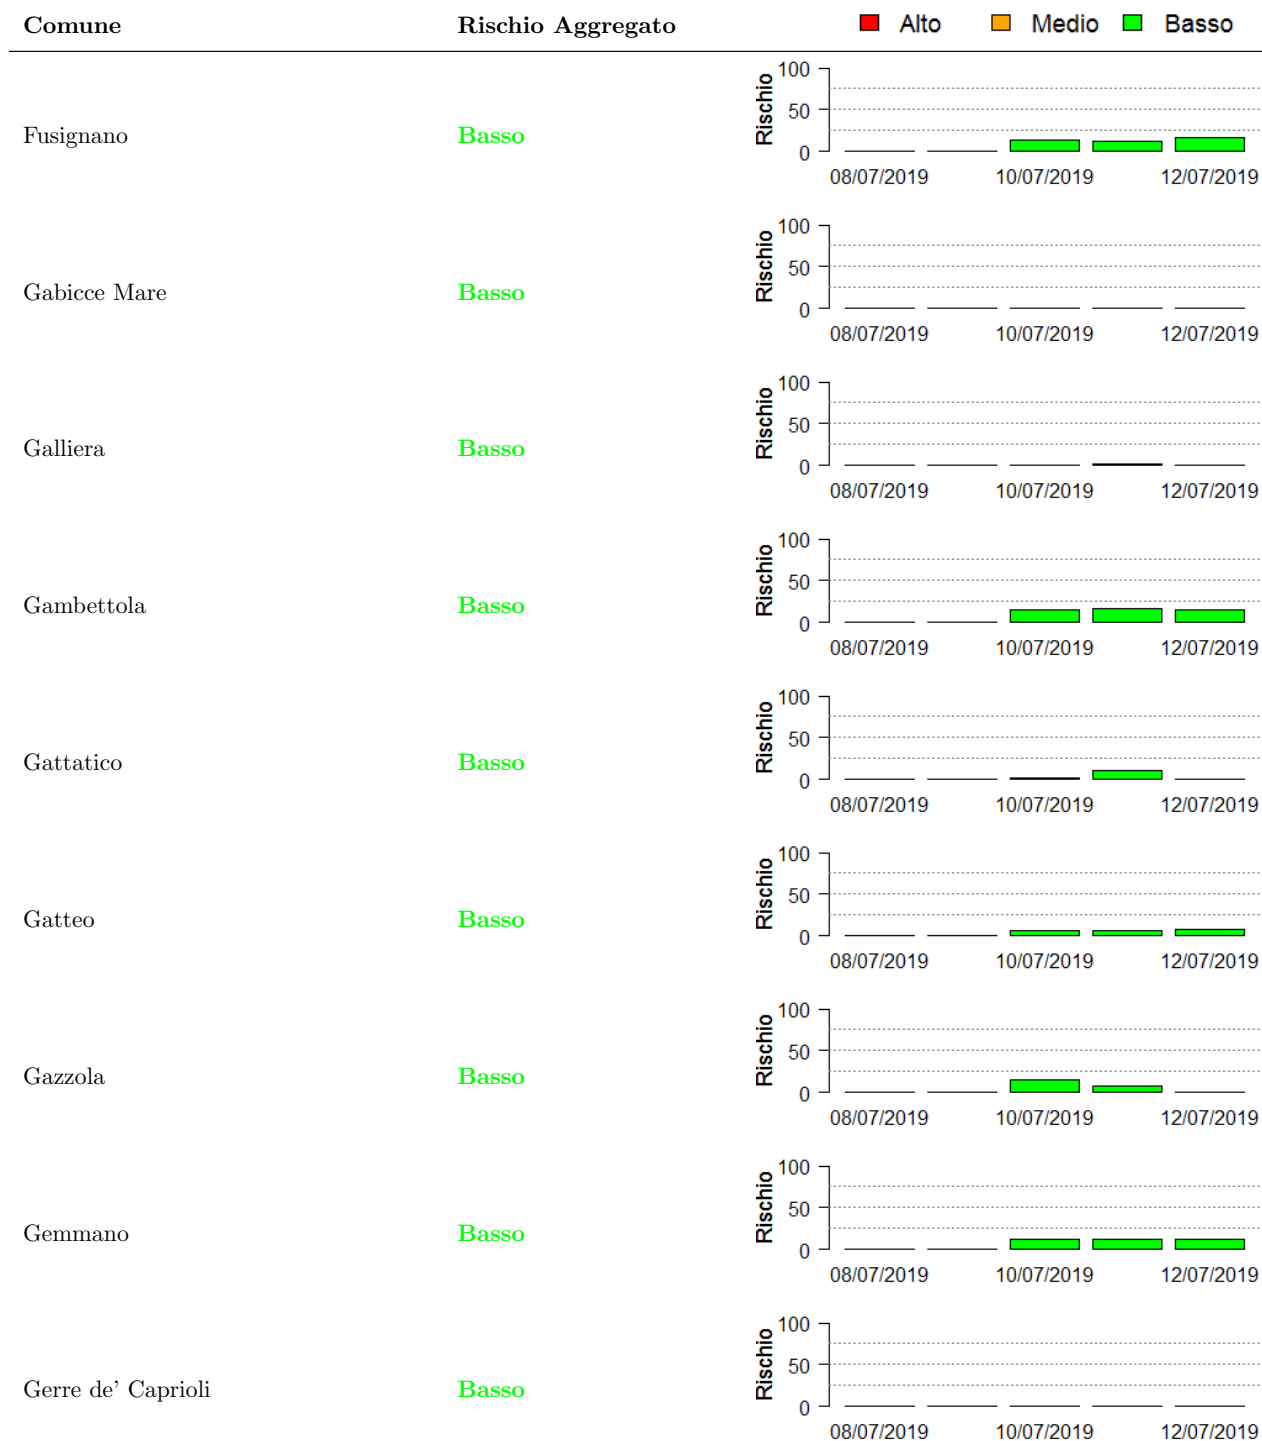 Comune Rischio Aggregato Alto Medio Basso
Fusignano Basso Rischio 100 50 0
08/07/2019 10/07/2019 12/07/2019
Gabicce Mare Basso Rischio 100 50 0
08/07/2019 10/07/2019 12/07/2019
Galliera Basso Rischio 100 50 0
08/07/2019 10/07/2019 12/07/2019
Gambettola Basso Rischio 100 50 0
08/07/2019 10/07/2019 12/07/2019
Gattatico Basso Rischio 100 50 0
08/07/2019 10/07/2019 12/07/2019
Gatteo Basso Rischio 100 50 0
08/07/2019 10/07/2019 12/07/2019
Gazzola Basso Rischio 100 50 0
08/07/2019 10/07/2019 12/07/2019
Gemmano Basso Rischio 100 50 0
08/07/2019 10/07/2019 12/07/2019
Gerre de' Caprioli Basso Rischio 100 50 0
08/07/2019 10/07/2019 12/07/2019